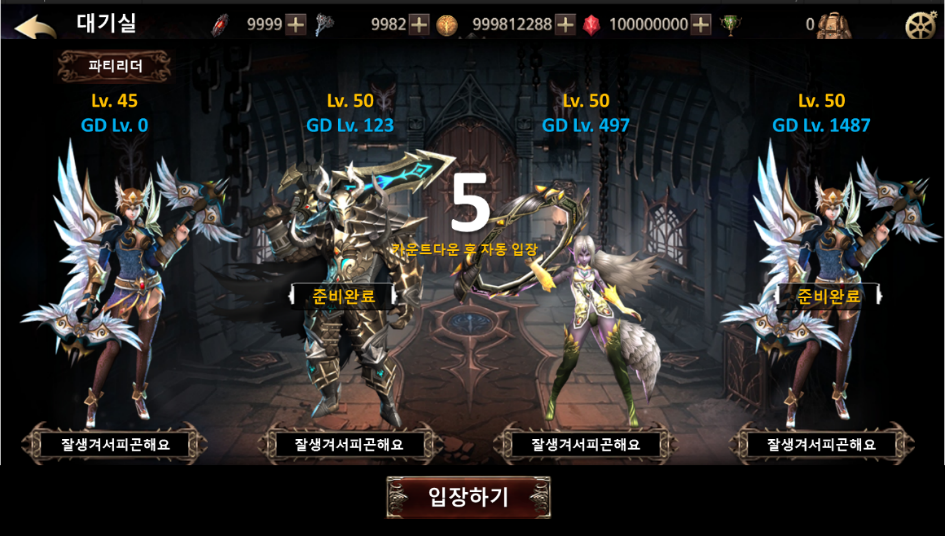 대기실 9999 9982 999812288 100000000 0
파티리더
Lv. 45 Lv. 50 Lv. 50 Lv. 50
GD Lv. 0 GD Lv. 123 GD Lv. 497 GD Lv. 1487
5
카운트다운 후 자동 입장
준비완료 준비완료
잘생겨서피곤해요 잘생겨서피곤해요 잘생겨서피곤해요 잘생겨서피곤해요
입장하기